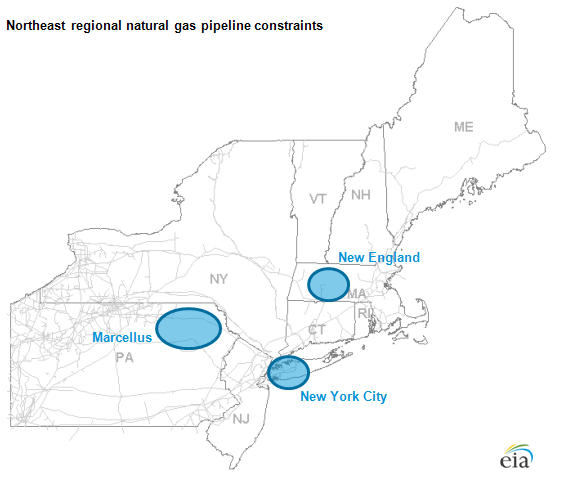 Northeast regional natural gas pipeline constraints
ME
VT
NH
New England
NY
MA
RI
CT
Marcellus
PA
New York City
NJ
eia